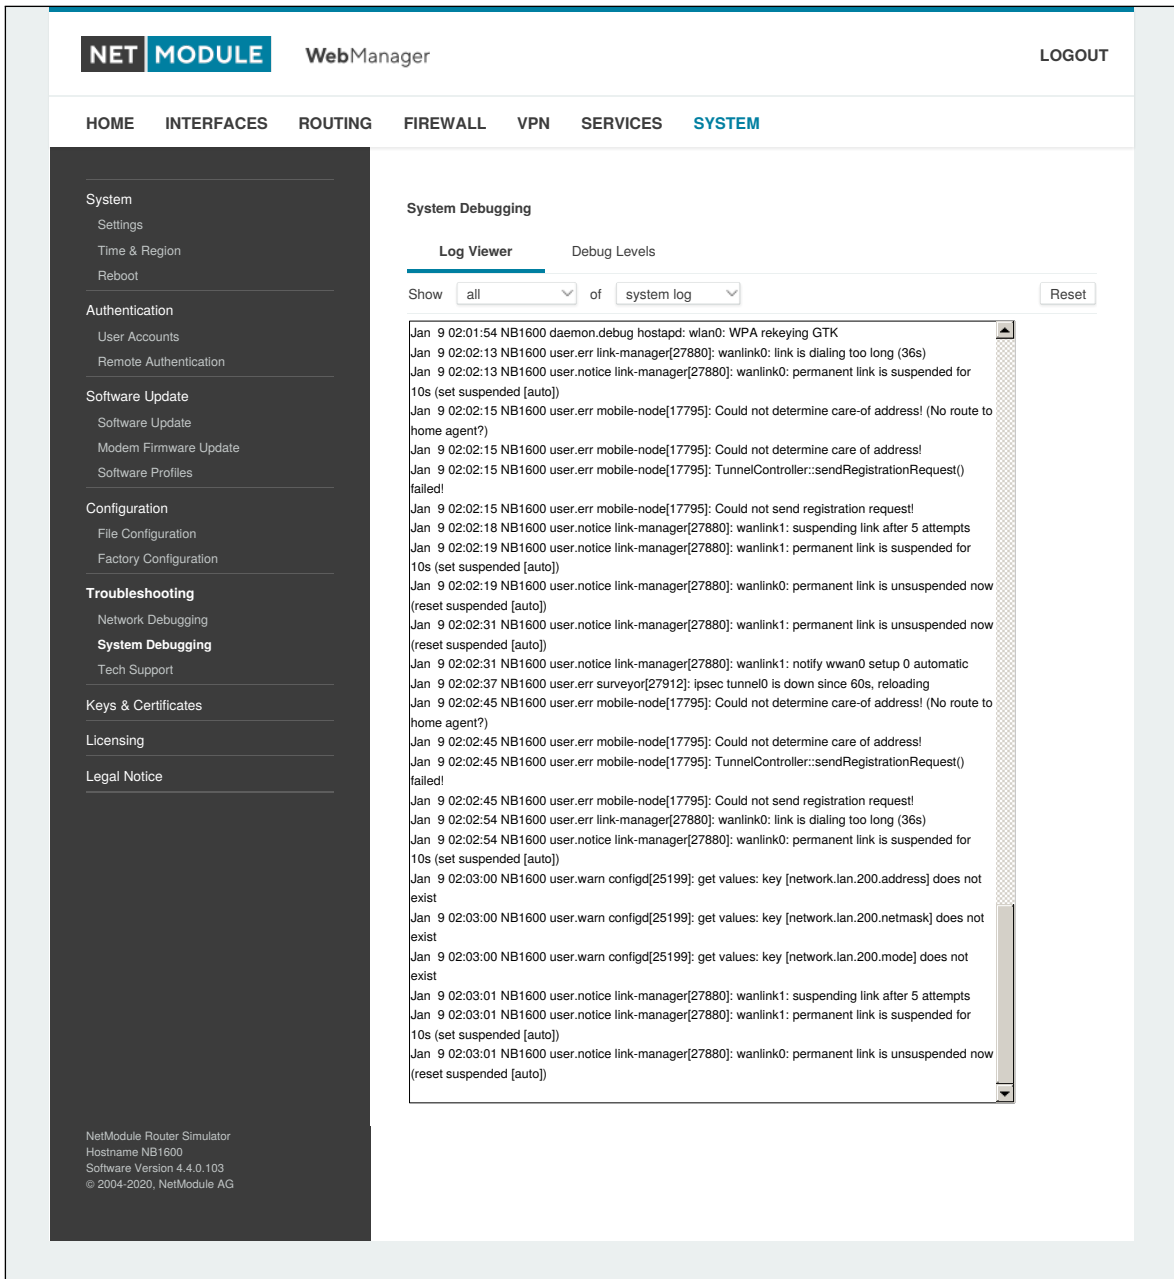 NET MODULE WebManager LOGOUT
HOME INTERFACES ROUTING FIREWALL VPN SERVICES SYSTEM
System
Settings
Time & Region
Reboot
Authentication
User Accounts
Remote Authentication
Software Update
Software Update
Modem Firmware Update
Software Profiles
Configuration
File Configuration
Factory Configuration
Troubleshooting
Network Debugging
System Debugging
Tech Support
Keys & Certificates
Licensing
Legal Notice
NetModule Router Simulator
Hostname NB1600
Software Version 4.4.0.103
© 2004-2020, NetModule AG
System Debugging
Log Viewer Debug Levels
Show all of system log Reset
Jan 9 02:01:54 NB1600 daemon.debug hostapd: wlan0: WPA rekeying GTK
Jan 9 02:02:13 NB1600 user.err link-manager[27880]: wanlink0: link is dialing too long (36s)
Jan 9 02:02:13 NB1600 user.notice link-manager[27880]: wanlink0: permanent link is suspended for
10s (set suspended [auto])
Jan 9 02:02:15 NB1600 user.err mobile-node[17795]: Could not determine care-of address! (No route to
home agent?)
Jan 9 02:02:15 NB1600 user.err mobile-node[17795]: Could not determine care of address!
Jan 9 02:02:15 NB1600 user.err mobile-node[17795]: TunnelController::sendRegistrationRequest()
failed!
Jan 9 02:02:15 NB1600 user.err mobile-node[17795]: Could not send registration request!
Jan 9 02:02:18 NB1600 user.notice link-manager[27880]: wanlink1: suspending link after 5 attempts
Jan 9 02:02:19 NB1600 user.notice link-manager[27880]: wanlink1: permanent link is suspended for
10s (set suspended [auto])
Jan 9 02:02:19 NB1600 user.notice link-manager[27880]: wanlink0: permanent link is unsuspended now
(reset suspended [auto])
Jan 9 02:02:31 NB1600 user.notice link-manager[27880]: wanlink1: permanent link is unsuspended now
(reset suspended [auto])
Jan 9 02:02:31 NB1600 user.notice link-manager[27880]: wanlink1: notify wwan0 setup 0 automatic
Jan 9 02:02:37 NB1600 user.err surveyor[27912]: ipsec tunnel0 is down since 60s, reloading
Jan 9 02:02:45 NB1600 user.err mobile-node[17795]: Could not determine care-of address! (No route to
home agent?)
Jan 9 02:02:45 NB1600 user.err mobile-node[17795]: Could not determine care of address!
Jan 9 02:02:45 NB1600 user.err mobile-node[17795]: TunnelController::sendRegistrationRequest()
failed!
Jan 9 02:02:45 NB1600 user.err mobile-node[17795]: Could not send registration request!
Jan 9 02:02:54 NB1600 user.err link-manager[27880]: wanlink0: link is dialing too long (36s)
Jan 9 02:02:54 NB1600 user.notice link-manager[27880]: wanlink0: permanent link is suspended for
10s (set suspended [auto])
Jan 9 02:03:00 NB1600 user.warn configd[25199]: get values: key [network.lan.200.address] does not
exist
Jan 9 02:03:00 NB1600 user.warn configd[25199]: get values: key [network.lan.200.netmask] does not
exist
Jan 9 02:03:00 NB1600 user.warn configd[25199]: get values: key [network.lan.200.mode] does not
exist
Jan 9 02:03:01 NB1600 user.notice link-manager[27880]: wanlink1: suspending link after 5 attempts
Jan 9 02:03:01 NB1600 user.notice link-manager[27880]: wanlink1: permanent link is suspended for
10s (set suspended [auto])
Jan 9 02:03:01 NB1600 user.notice link-manager[27880]: wanlink0: permanent link is unsuspended now
(reset suspended [auto])